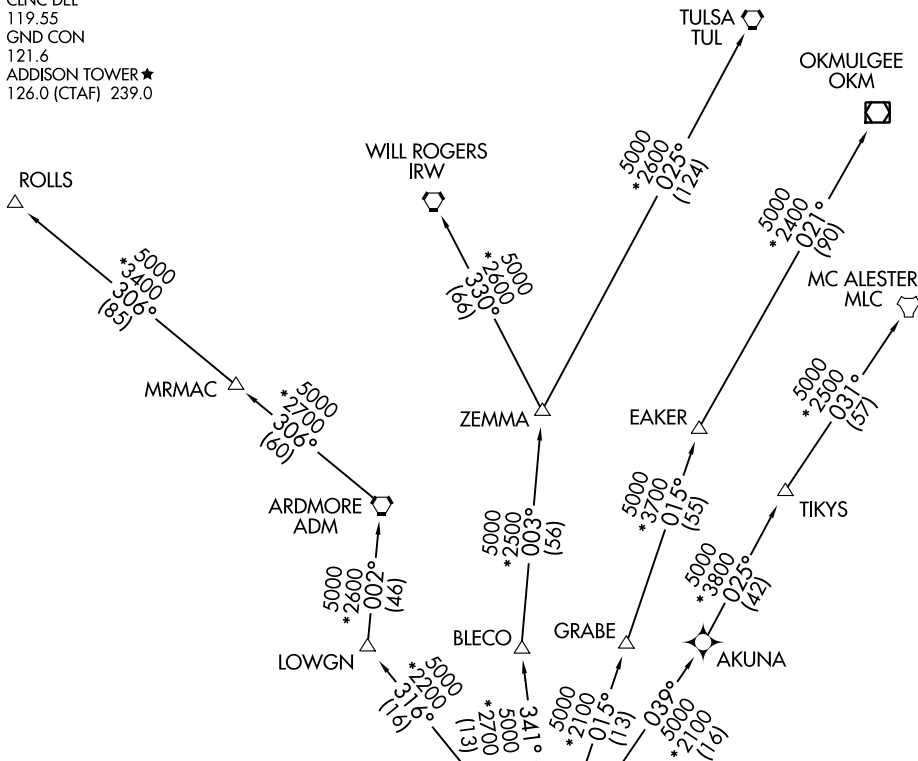 CLNC DEL
119.55
GND CON
121.6
ADDISON TOWER★
126.0 (CTAF) 239.0
TULSA
TUL
OKMULGEE
OKM
WILL ROGERS
IRW
ROLLS
5000
*2600
025°
(124)
5000
*2400
021°
(90)
5000
*2600
330°
(66)
5000
*3400
306°
(85)
MC ALESTER
MLC
MRMAC
5000
*2700
306°
(60)
ZEMMA
EAKER
5000
*2500
031°
(57)
ARDMORE
ADM
5000
*2500
003°
(56)
5000
*3700
015°
(55)
TIKYS
5000
*2600
002°
(46)
5000
*3800
025°
(42)
LOWGN
BLECO
GRABE
AKUNA
5000
*2200
316°
(16)
341°
5000
*2700
(13)
5000
*2100
015°
(13)
039°
5000
*2100
(16)